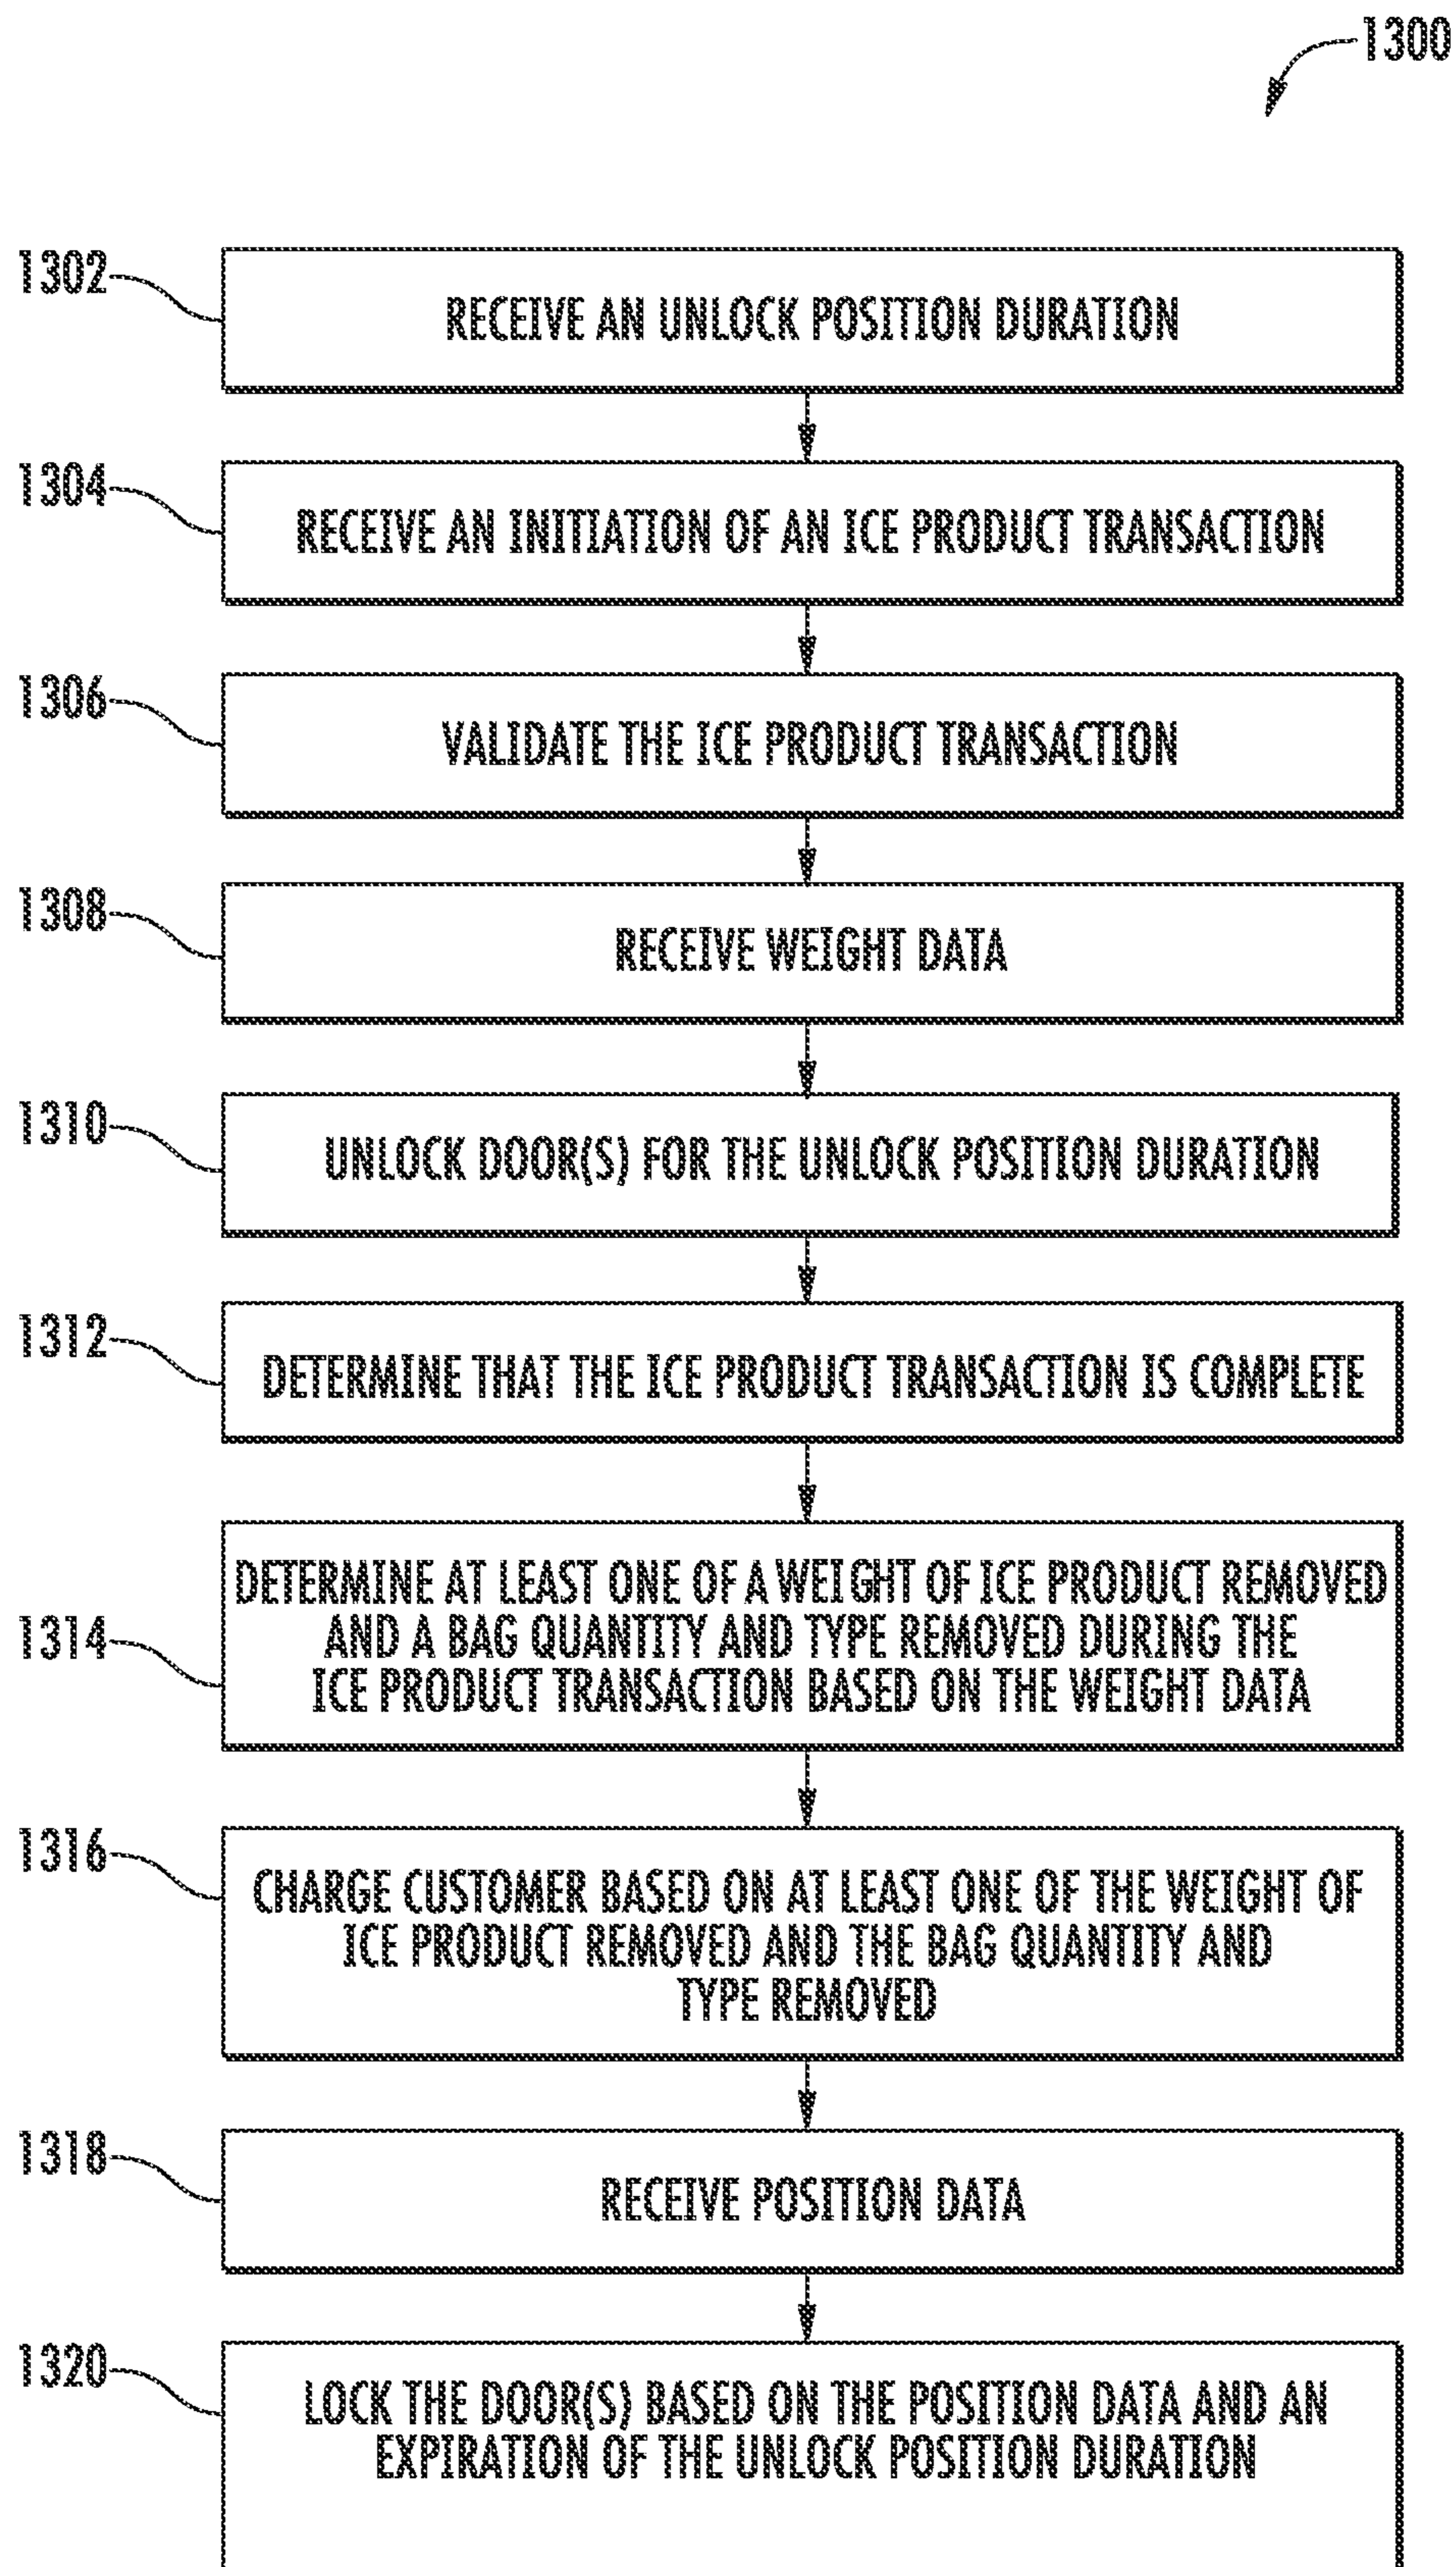 1300
1302
RECEIVE AN UNLOCK POSITION DURATION
1304
RECEIVE AN INITIATION OF AN ICE PRODUCT TRANSACTION
1306
VALIDATE THE ICE PRODUCT TRANSACTION
1308
RECEIVE WEIGHT DATA
1310
UNLOCK DOOR(S) FOR THE UNLOCK POSITION DURATION
1312
DETERMINE THAT THE ICE PRODUCT TRANSACTION IS COMPLETE
1314
DETERMINE AT LEAST ONE OF A WEIGHT OF ICE PRODUCT REMOVED
AND A BAG QUANTITY AND TYPE REMOVED DURING THE
ICE PRODUCT TRANSACTION BASED ON THE WEIGHT DATA
1316
CHARGE CUSTOMER BASED ON AT LEAST ONE OF THE WEIGHT OF
ICE PRODUCT REMOVED AND THE BAG QUANTITY AND
TYPE REMOVED
1318
RECEIVE POSITION DATA
1320
LOCK THE DOOR(S) BASED ON THE POSITION DATA AND AN
EXPIRATION OF THE UNLOCK POSITION DURATION